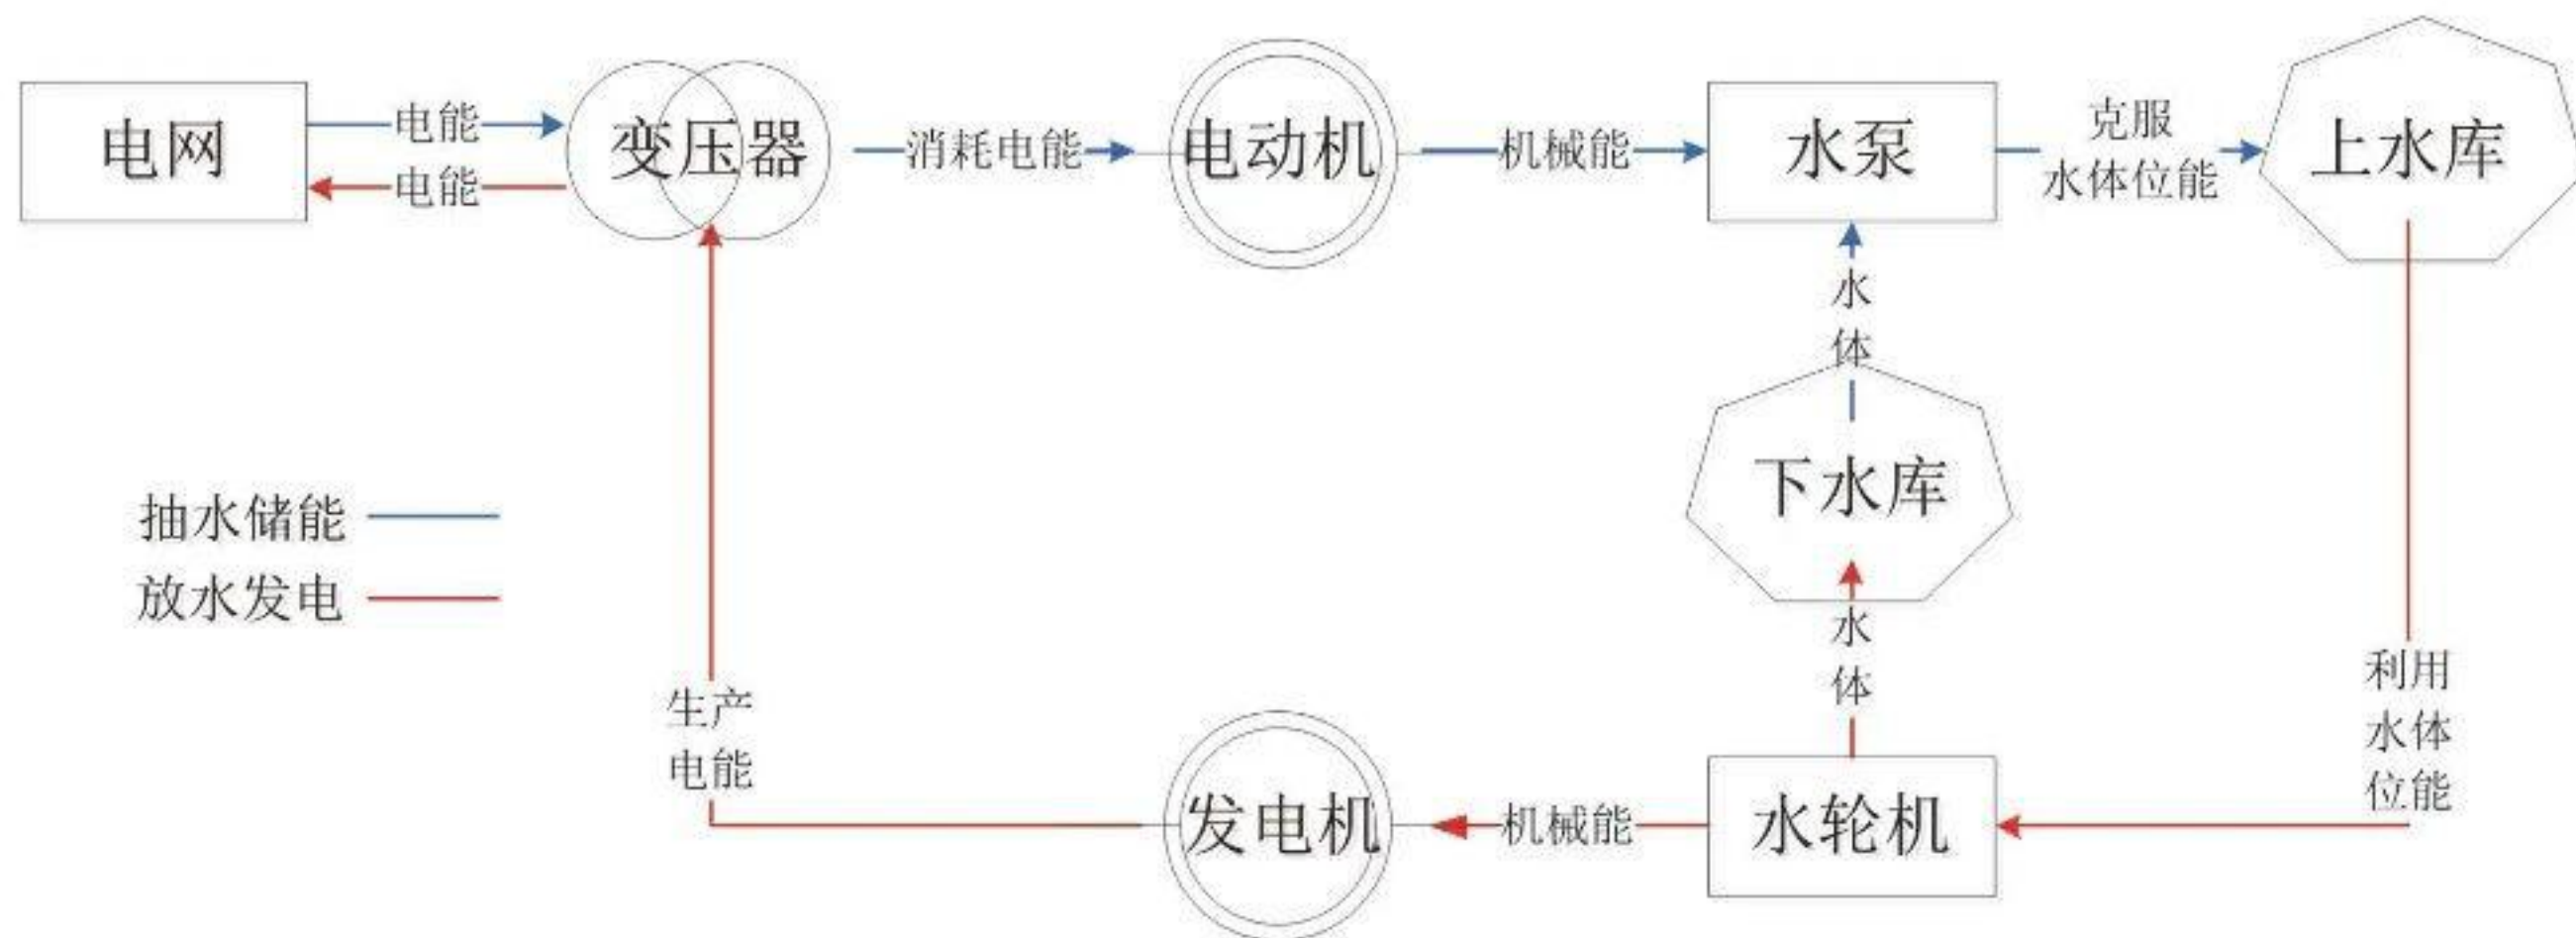 电网
电能
电能
变压器
消耗电能
电动机
机械能
水泵
克服
水体位能
上水库
水
体
下水库
水
体
抽水储能
放水发电
生产
电能
发电机
机械能
水轮机
利用
水体
位能